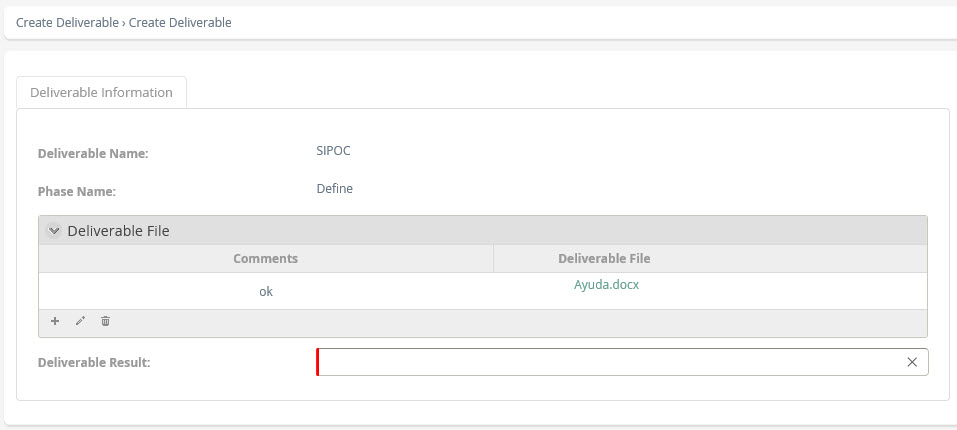 Create Deliverable › Create Deliverable
Deliverable Information
Deliverable Name: SIPOC
Phase Name: Define
Deliverable File
Comments Deliverable File
ok Ayuda.docx
Deliverable Result: